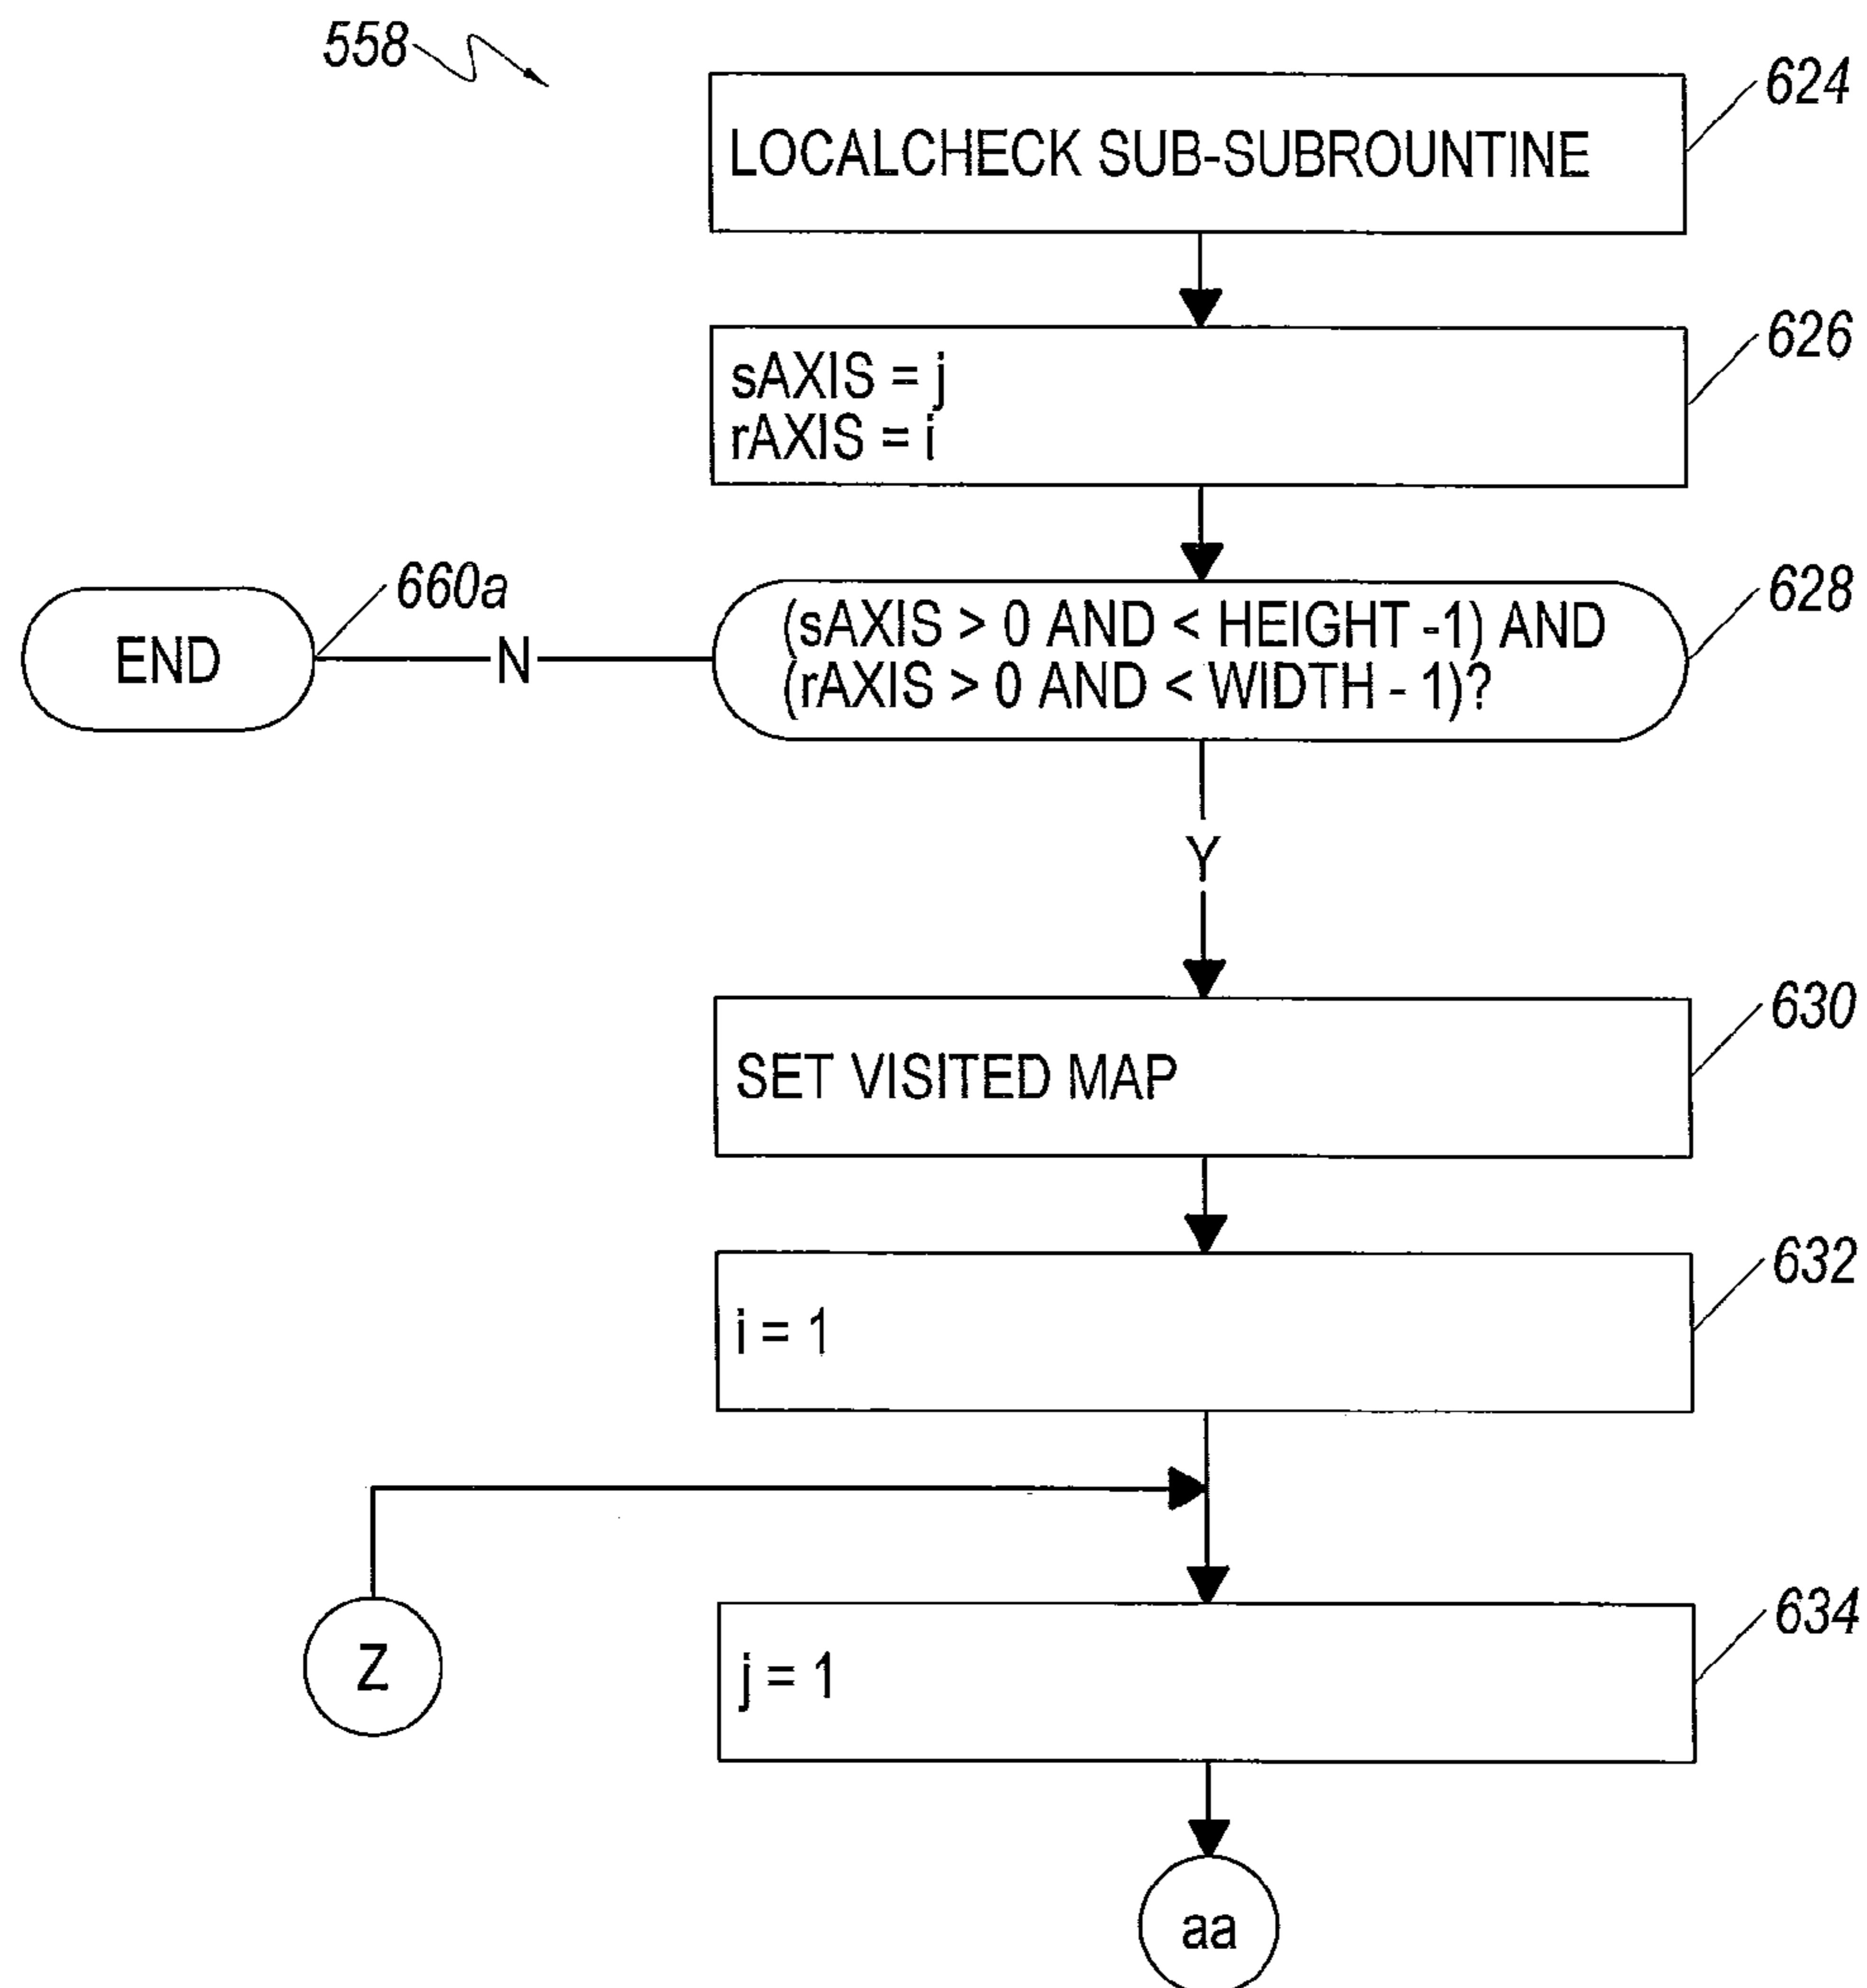 558
624
LOCALCHECK SUB-SUBROUNTINE
626
sAXIS = j
rAXIS = i
628
(sAXIS > 0 AND < HEIGHT -1) AND
(rAXIS > 0 AND < WIDTH - 1)?
660a
END
N
Y
630
SET VISITED MAP
632
i = 1
634
j = 1
Z
aa